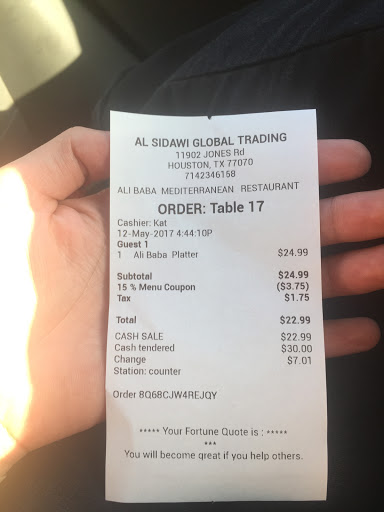 AL SIDAWI GLOBAL TRADING
11902 JONES Rd
HOUSTON, TX 77070
7142346158
ALI BABA MEDITERRANEAN RESTAURANT
ORDER: Table 17
Cashier: Kat
12-May-2017 4:44:10P
Guest 1
1 Ali Baba Platter $24.99
Subtotal $24.99
15 % Menu Coupon ($3.75)
Tax $1.75
Total $22.99
CASH SALE $22.99
Cash tendered $30.00
Change $7.01
Station: counter
Order 8Q68CJW4REJQY
***** Your Fortune Quote is : *****
***
You will become great if you help others.